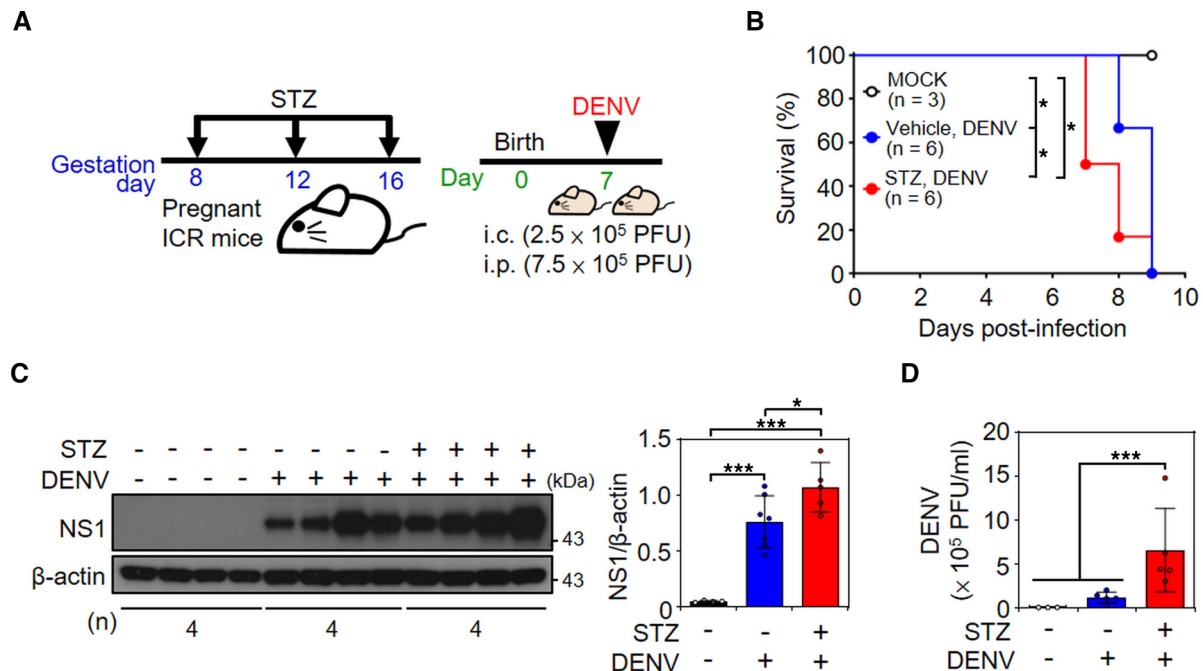 A
STZ
Gestation day
8 12 16
Pregnant
ICR mice
DENV
Birth
Day 0 7
i.c. (2.5 × 10⁵ PFU)
i.p. (7.5 × 10⁵ PFU)
B
Survival (%)
100
80
60
40
20
0
MOCK
(n = 3)
Vehicle, DENV
(n = 6)
STZ, DENV
(n = 6)
*
*
*
0 2 4 6 8 10
Days post-infection
C
STZ - - - - - - - - + + + +
DENV - - - - + + + + + + + + (kDa)
NS1
43
β-actin
43
(n) 4 4 4
NS1/β-actin
1.5
1.0
0.5
0
*
***
***
STZ - - +
DENV - + +
D
DENV
(× 10⁵ PFU/ml)
20
15
10
5
0
***
STZ - - +
DENV - + +